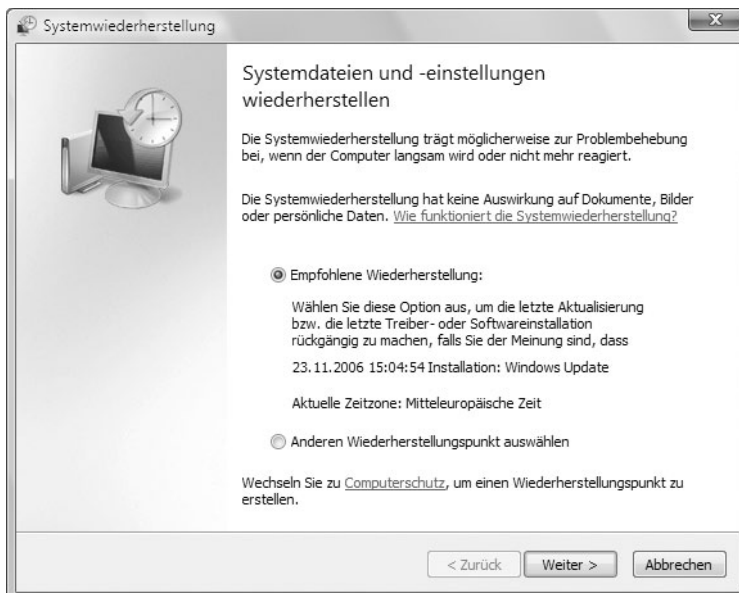 Systemwiederherstellung
Systemdateien und -einstellungen
wiederherstellen
Die Systemwiederherstellung trägt möglicherweise zur Problembehebung
bei, wenn der Computer langsam wird oder nicht mehr reagiert.
Die Systemwiederherstellung hat keine Auswirkung auf Dokumente, Bilder
oder persönliche Daten. Wie funktioniert die Systemwiederherstellung?
Empfohlene Wiederherstellung:
Wählen Sie diese Option aus, um die letzte Aktualisierung
bzw. die letzte Treiber- oder Softwareinstallation
rückgängig zu machen, falls Sie der Meinung sind, dass
23.11.2006 15:04:54 Installation: Windows Update
Aktuelle Zeitzone: Mitteleuropäische Zeit
Anderen Wiederherstellungspunkt auswählen
Wechseln Sie zu Computerschutz, um einen Wiederherstellungspunkt zu
erstellen.
< Zurück Weiter > Abbrechen